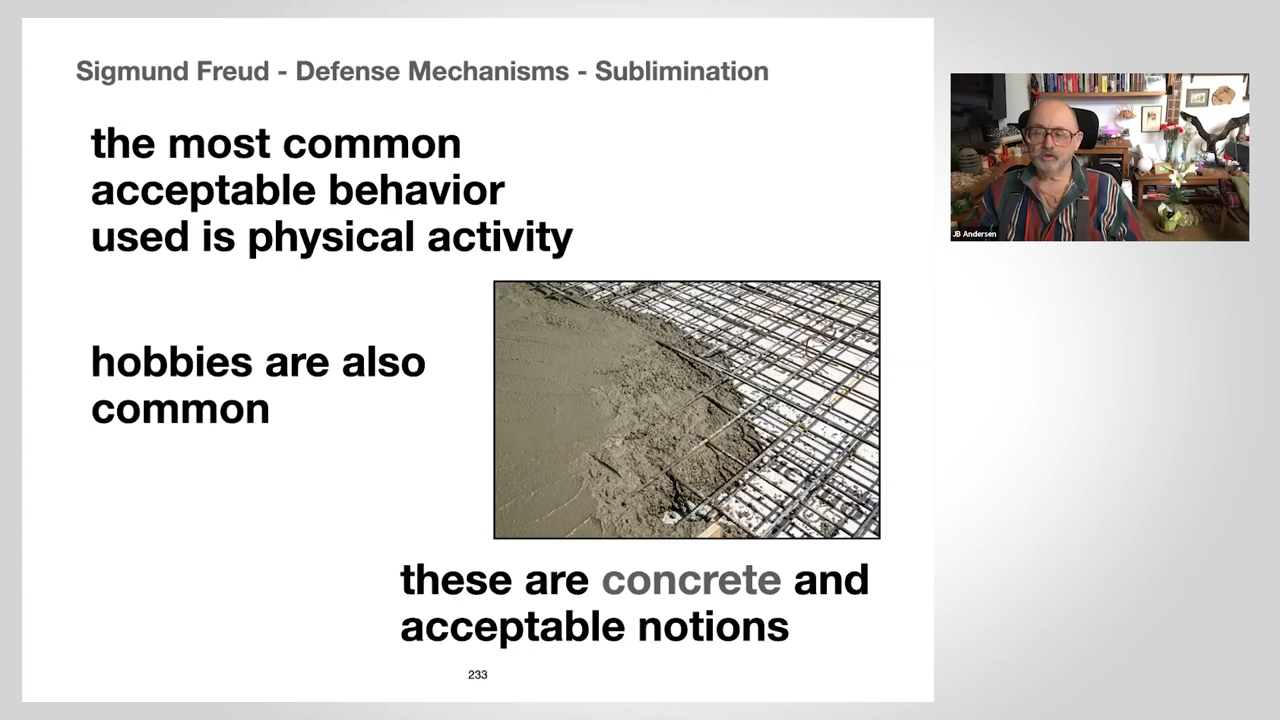 Sigmund Freud - Defense Mechanisms - Sublimination
the most common
acceptable behavior
used is physical activity
hobbies are also
common
these are concrete and
acceptable notions
233
JB Andersen